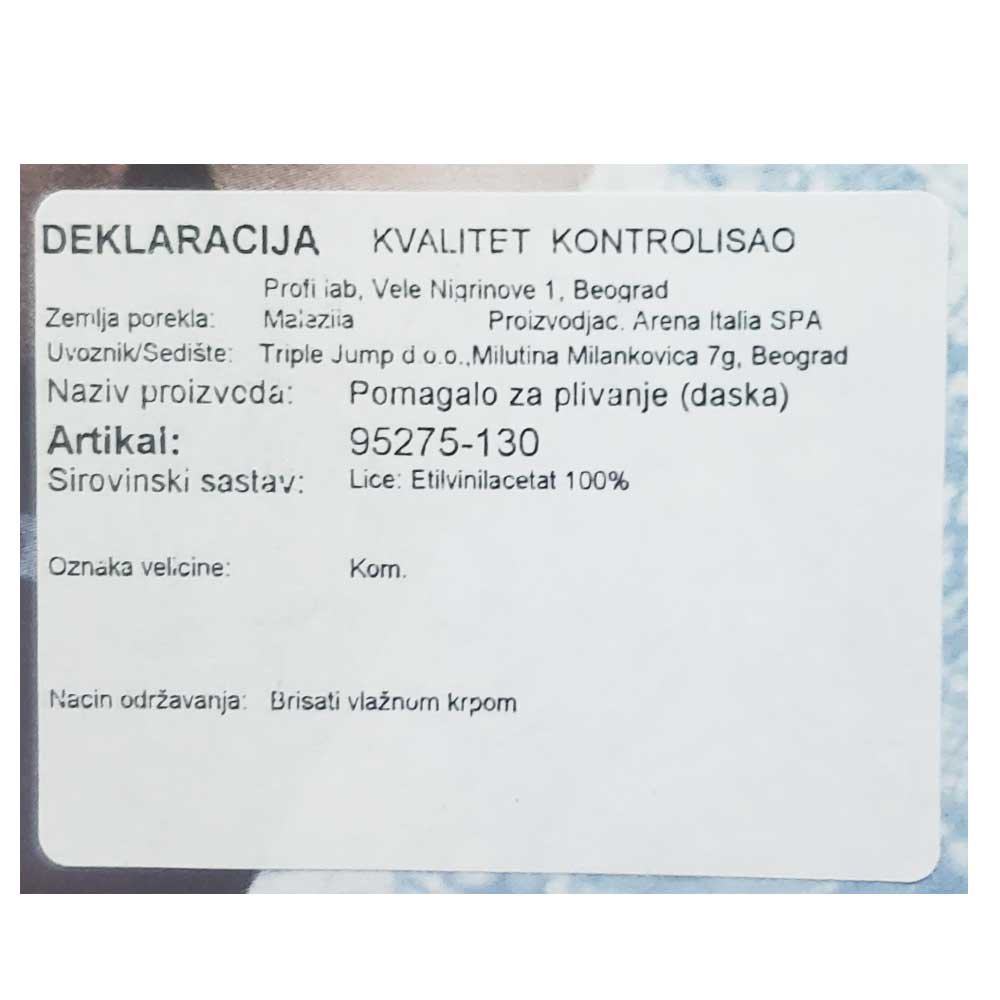 DEKLARACIJA KVALITET KONTROLISAO
Profi lab, Vele Nigrinove 1, Beograd
Zemlja porekla: Malezija Proizvodjac. Arena Italia SPA
Uvoznik/Sedište: Triple Jump d o.o.,Milutina Milankovica 7g, Beograd
Naziv proizvoda: Pomagalo za plivanje (daska)
Artikal: 95275-130
Sirovinski sastav: Lice: Etilvinilacetat 100%
Oznaka velicine: Kom.
Nacin održavanja: Brisati vlažnom krpom